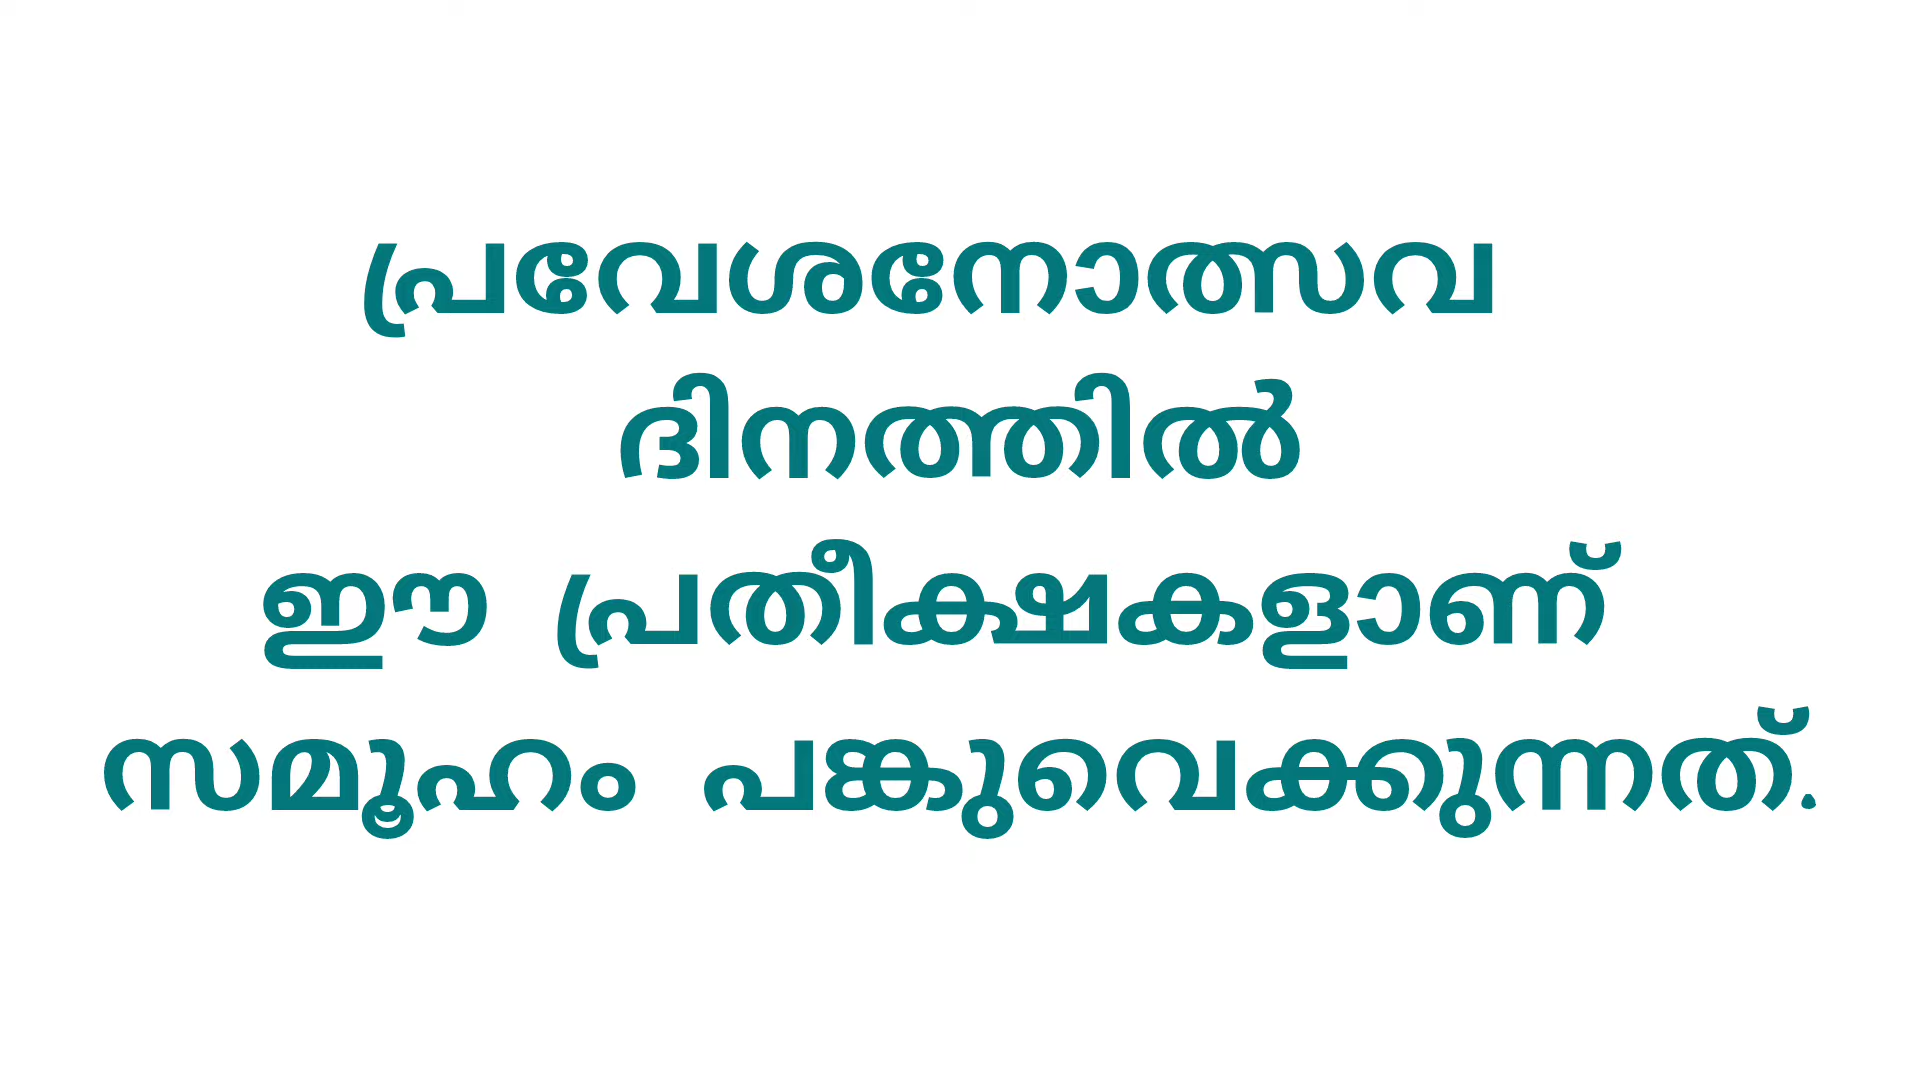 പ്രവേശനോത്സവ
ദിനത്തിൽ
ഈ പ്രതീക്ഷകളാണ്
സമൂഹം പങ്കുവെക്കുന്നത്.